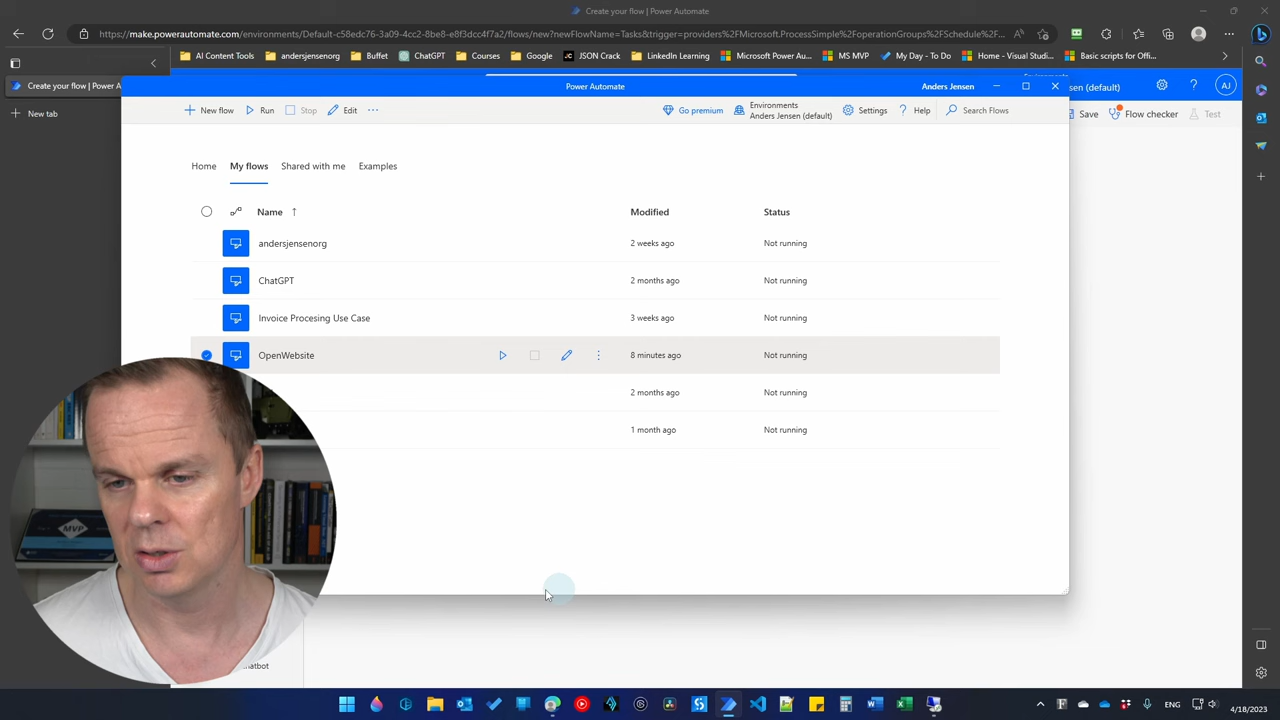 Create your flow | Power Automate
https://make.powerautomate.com/environments/Default-c58edc76-3a09-4cc2-8be8-e8f3dcc4f7a2/flows/new?newFlowName=Tasks&trigger=providers%2FMicrosoft.ProcessSimple%2FoperationGroups%2FSchedule%2F...
AI Content Tools
andersjensenorg
Buffet
ChatGPT
Courses
Google
JSON Crack
LinkedIn Learning
Microsoft Power Au...
MS MVP
My Day - To Do
Home - Visual Studi...
Basic scripts for Offi...
Create your flow | Power A
New tab
Power Automate
Anders Jensen
sen (default)
AJ
New flow
Run
Stop
Edit
Go premium
Environments
Anders Jensen (default)
Settings
Help
Search Flows
Save
Flow checker
Test
Home
My flows
Shared with me
Examples
Name
Modified
Status
andersjensenorg
2 weeks ago
Not running
ChatGPT
2 months ago
Not running
Invoice Procesing Use Case
3 weeks ago
Not running
OpenWebsite
8 minutes ago
Not running
2 months ago
Not running
1 month ago
Not running
MVP
hatbot
ENG
4/18/2023